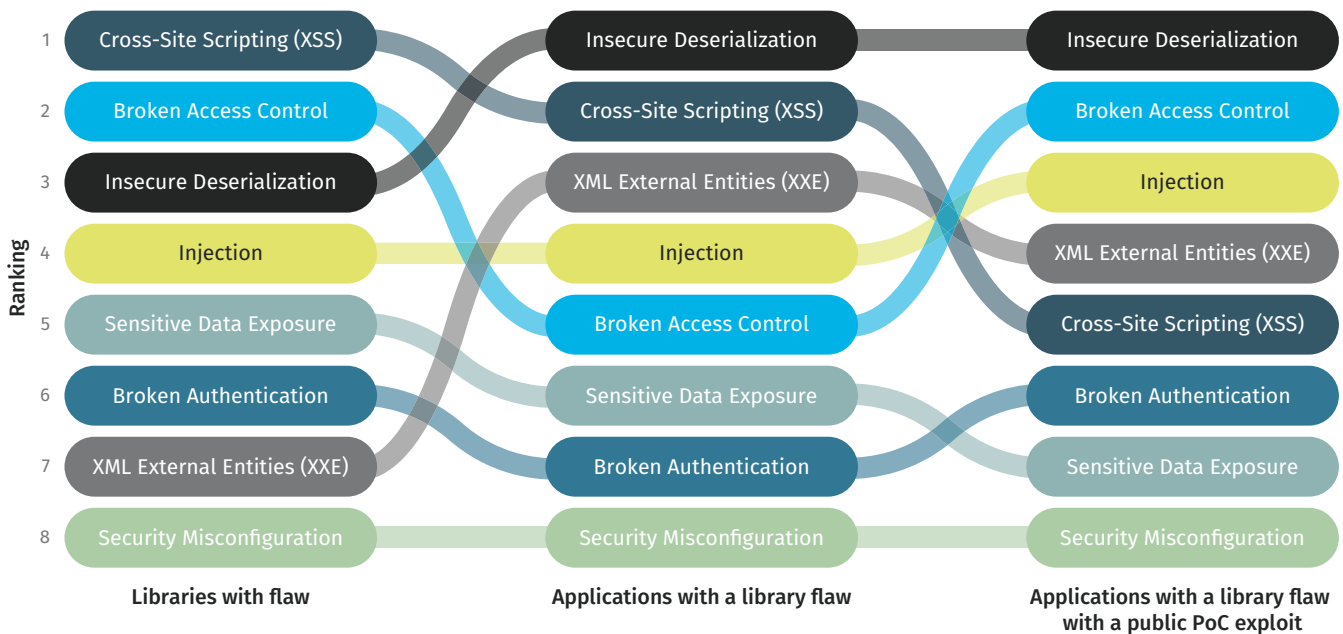 1
Cross-Site Scripting (XSS)
Insecure Deserialization
Insecure Deserialization
2
Broken Access Control
Cross-Site Scripting (XSS)
Broken Access Control
3
Insecure Deserialization
XML External Entities (XXE)
Injection
Ranking
4
Injection
Injection
XML External Entities (XXE)
5
Sensitive Data Exposure
Broken Access Control
Cross-Site Scripting (XSS)
6
Broken Authentication
Sensitive Data Exposure
Broken Authentication
7
XML External Entities (XXE)
Broken Authentication
Sensitive Data Exposure
8
Security Misconfiguration
Security Misconfiguration
Security Misconfiguration
Libraries with flaw
Applications with a library flaw
Applications with a library flaw
with a public PoC exploit